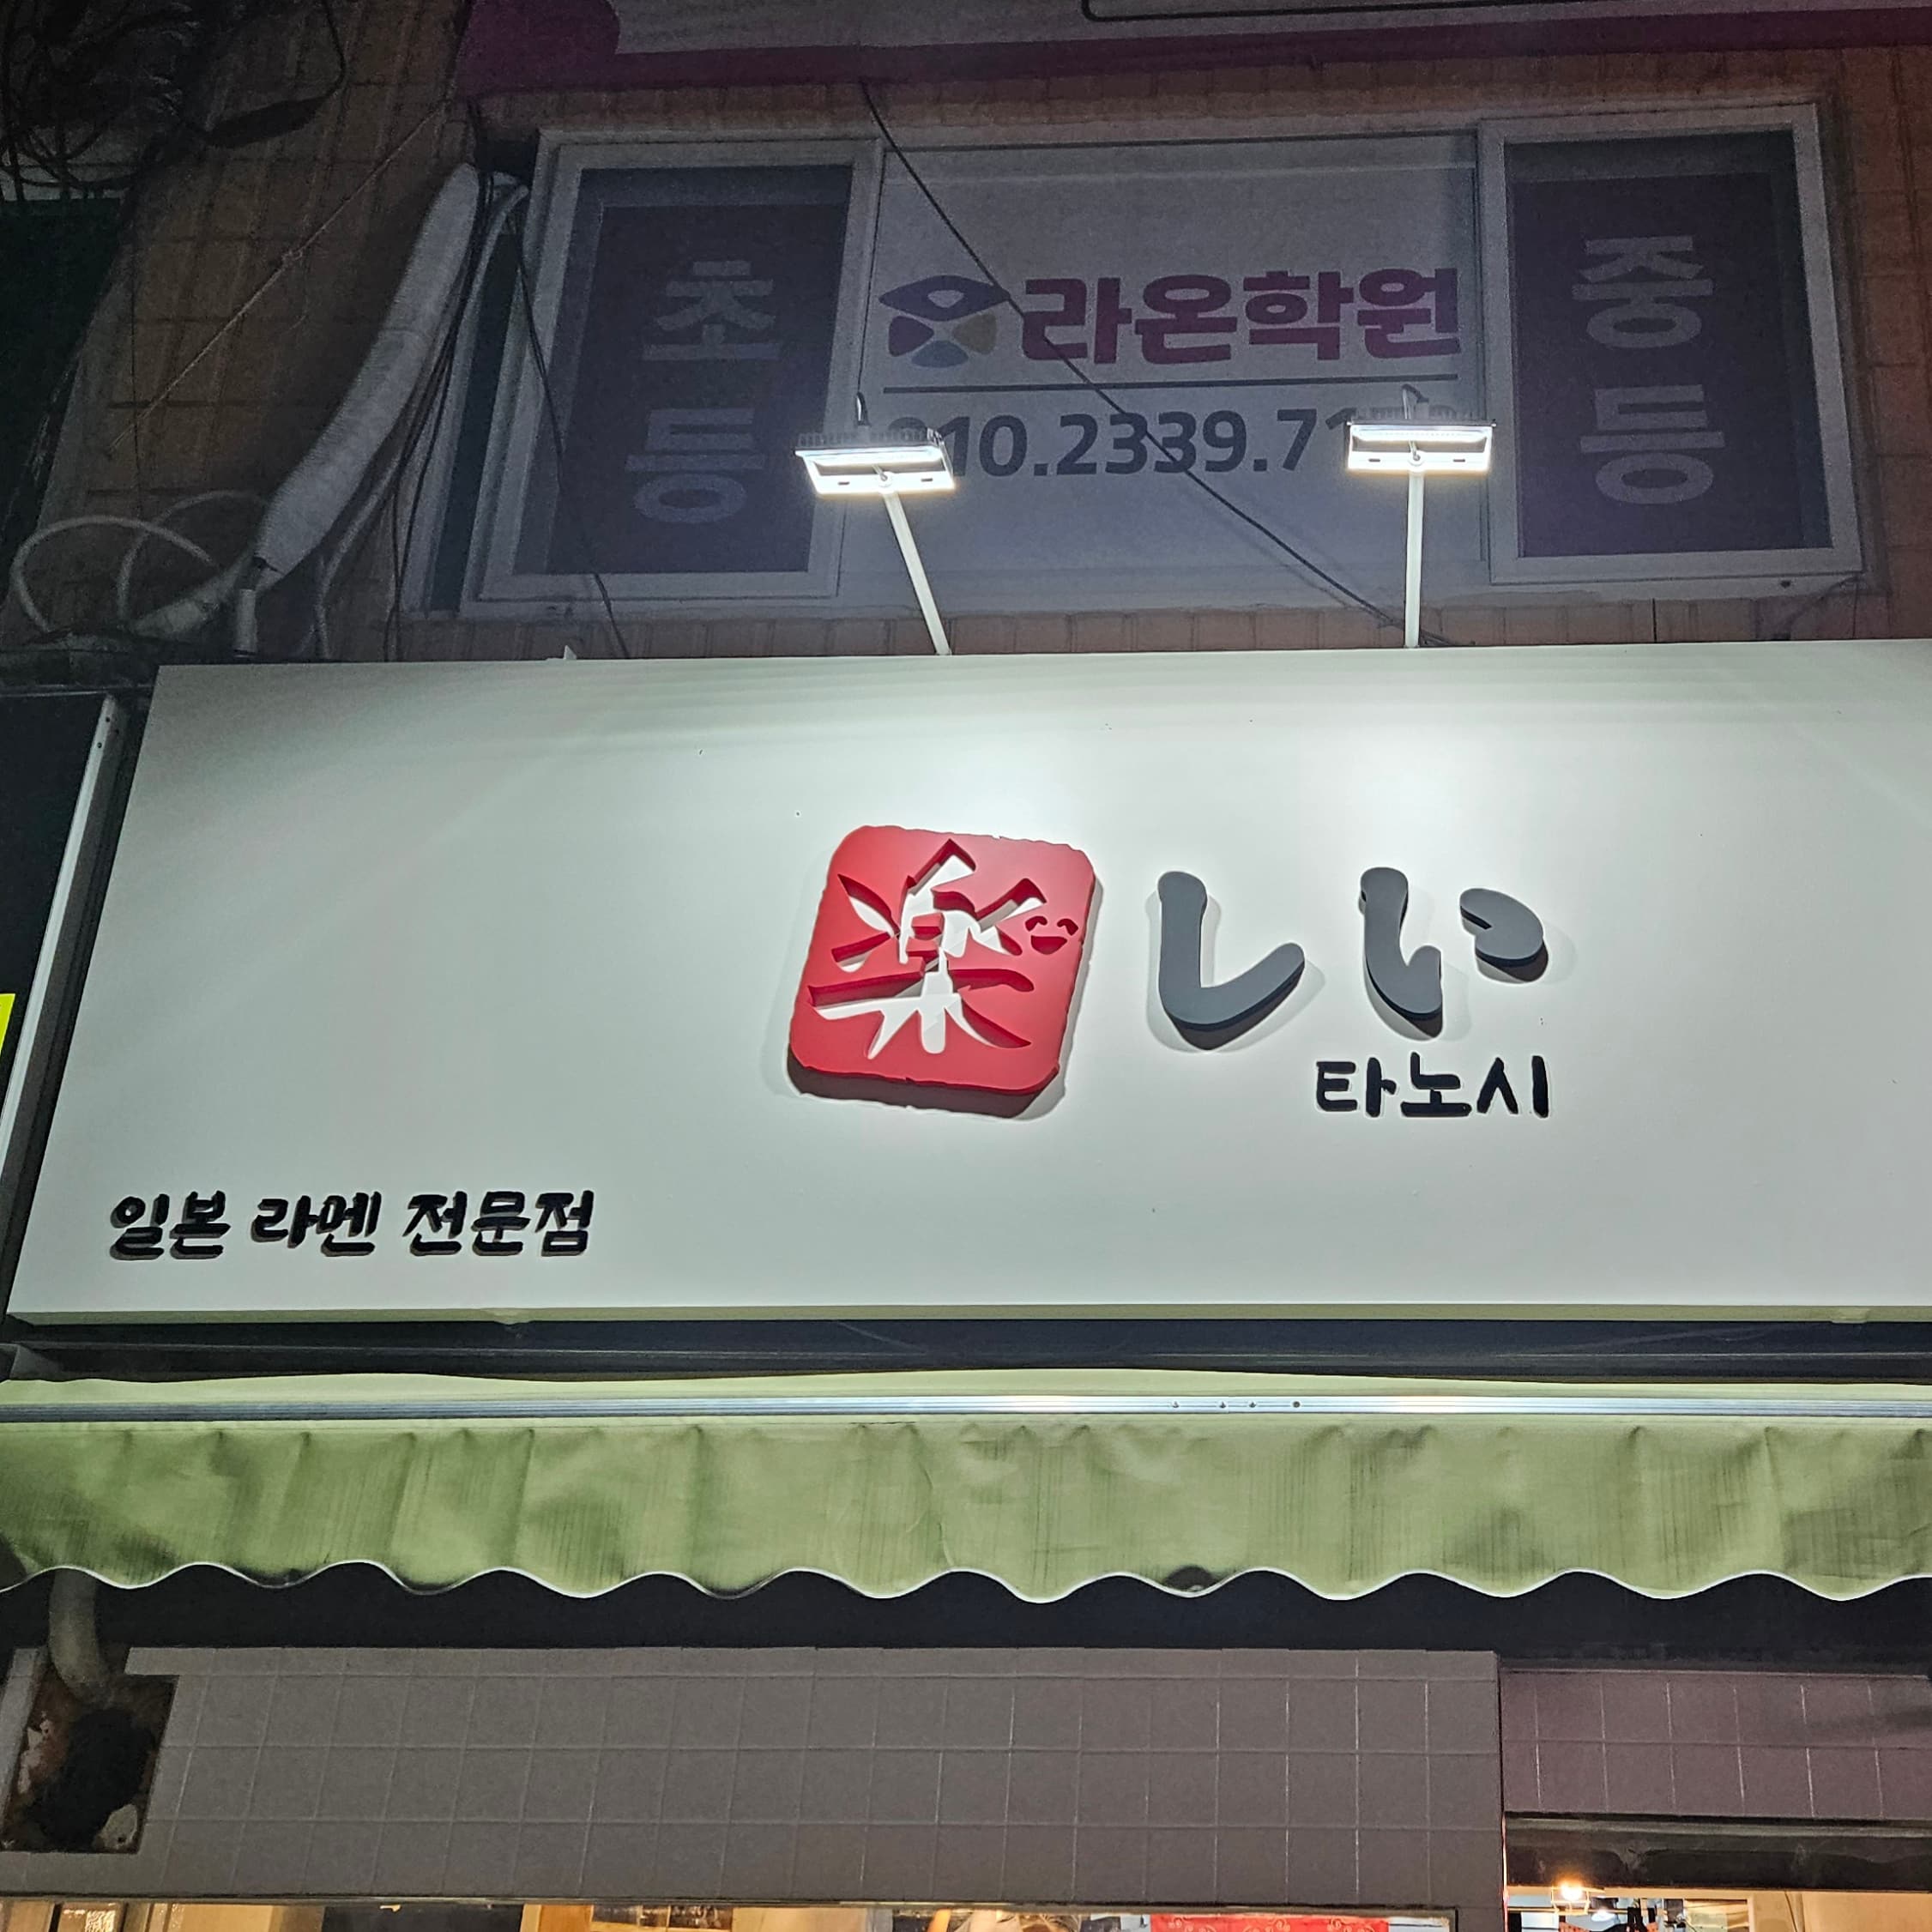 초등
라온학원
중등
楽しい
타노시
일본 라멘 전문점